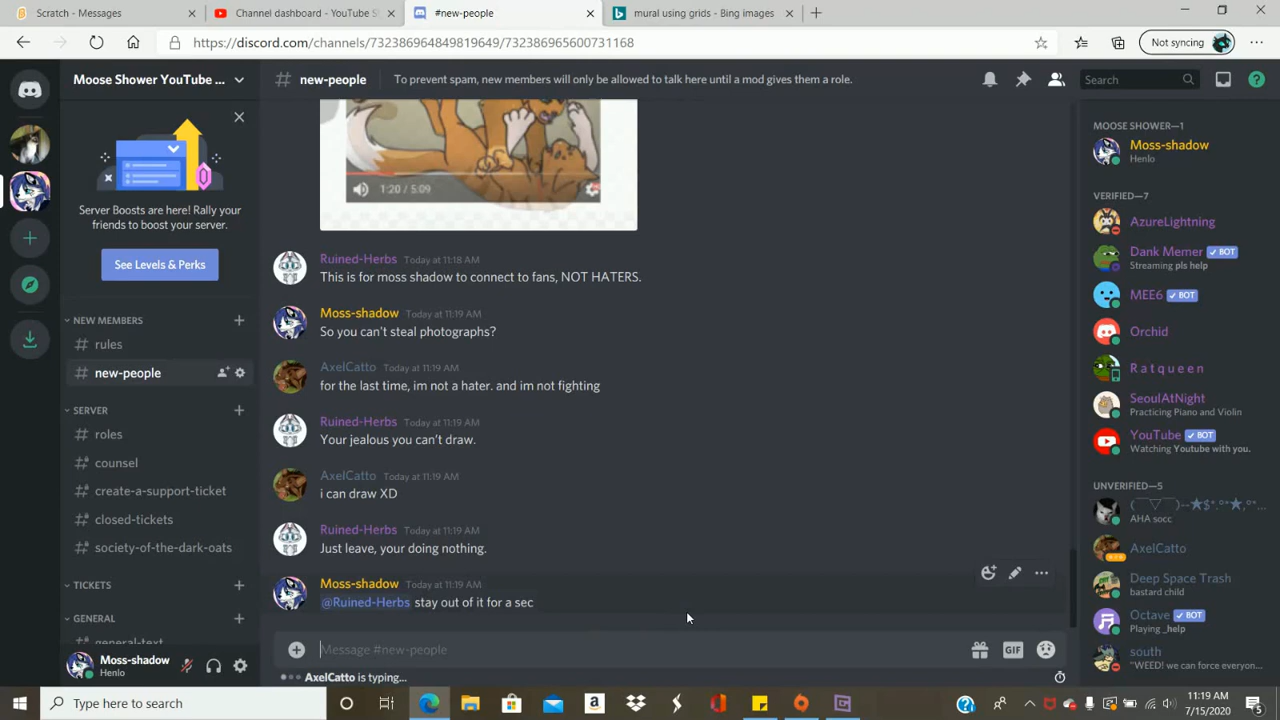 Scratch - Messages
Channel dashboard - YouTube S
#new-people
mural using grids - Bing images
https://discord.com/channels/732386964849819649/732386965600731168
Not syncing
Moose Shower YouTube ...
new-people
To prevent spam, new members will only be allowed to talk here until a mod gives them a role.
Search
Server Boosts are here! Rally your
friends to boost your server.
See Levels & Perks
NEW MEMBERS
rules
new-people
SERVER
roles
counsel
create-a-support-ticket
closed-tickets
society-of-the-dark-oats
TICKETS
GENERAL
general-text
Moss-shadow
Henlo
1:20 / 5:09
Ruined-Herbs Today at 11:18 AM
This is for moss shadow to connect to fans, NOT HATERS.
Moss-shadow Today at 11:19 AM
So you can't steal photographs?
AxelCatto Today at 11:19 AM
for the last time, im not a hater. and im not fighting
Ruined-Herbs Today at 11:19 AM
Your jealous you can't draw.
AxelCatto Today at 11:19 AM
i can draw XD
Ruined-Herbs Today at 11:19 AM
Just leave, your doing nothing.
Moss-shadow Today at 11:19 AM
@Ruined-Herbs stay out of it for a sec
Message #new-people
GIF
AxelCatto is typing...
MOOSE SHOWER—1
Moss-shadow
Henlo
VERIFIED—7
AzureLightning
Dank Memer BOT
Streaming pls help
MEE6 BOT
Orchid
R a t q u e e n
SeoulAtNight
Practicing Piano and Violin
YouTube BOT
Watching Youtube with you.
UNVERIFIED—5
AHA socc
AxelCatto
Deep Space Trash
bastard child
Octave BOT
Playing _help
south
"WEED! we can force everyon...
Type here to search
11:19 AM
7/15/2020
5